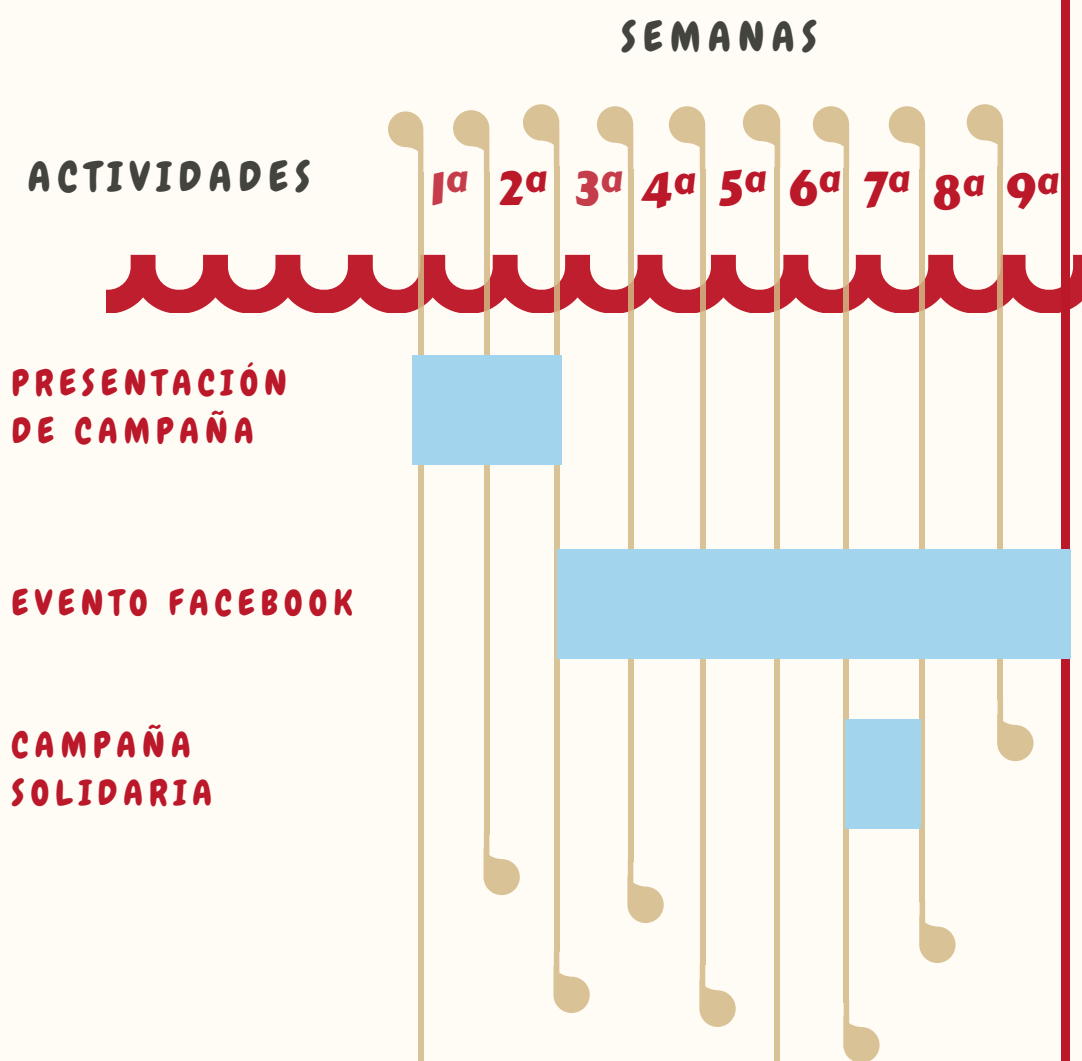 SEMANAS
ACTIVIDADES
1ª 2ª 3ª 4ª 5ª 6ª 7ª 8ª 9ª
PRESENTACIÓN
DE CAMPAÑA
EVENTO FACEBOOK
CAMPAÑA
SOLIDARIA